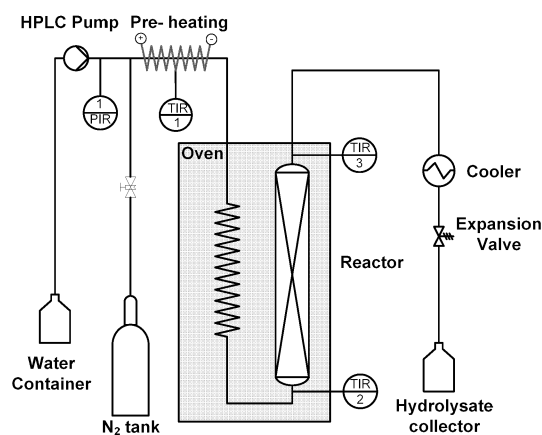 HPLC Pump
Pre- heating
+
-
1
PIR
TIR
1
Oven
TIR
3
Cooler
Expansion
Valve
Reactor
Water
Container
N₂ tank
TIR
2
Hydrolysate
collector